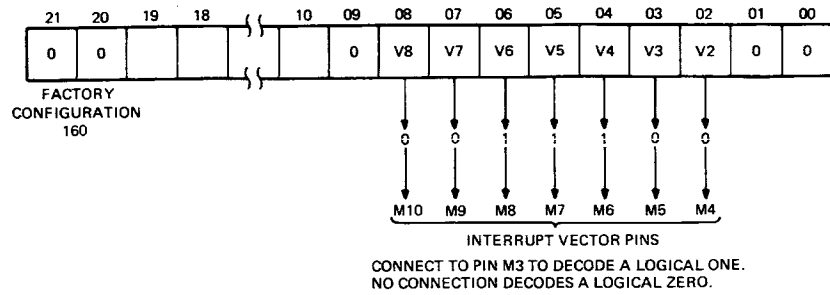 21 20 19 18 10 09 08 07 06 05 04 03 02 01 00
0 0 0 V8 V7 V6 V5 V4 V3 V2 0 0
FACTORY
CONFIGURATION
160
0 0 1 1 1 0 0
M10 M9 M8 M7 M6 M5 M4
INTERRUPT VECTOR PINS
CONNECT TO PIN M3 TO DECODE A LOGICAL ONE.
NO CONNECTION DECODES A LOGICAL ZERO.